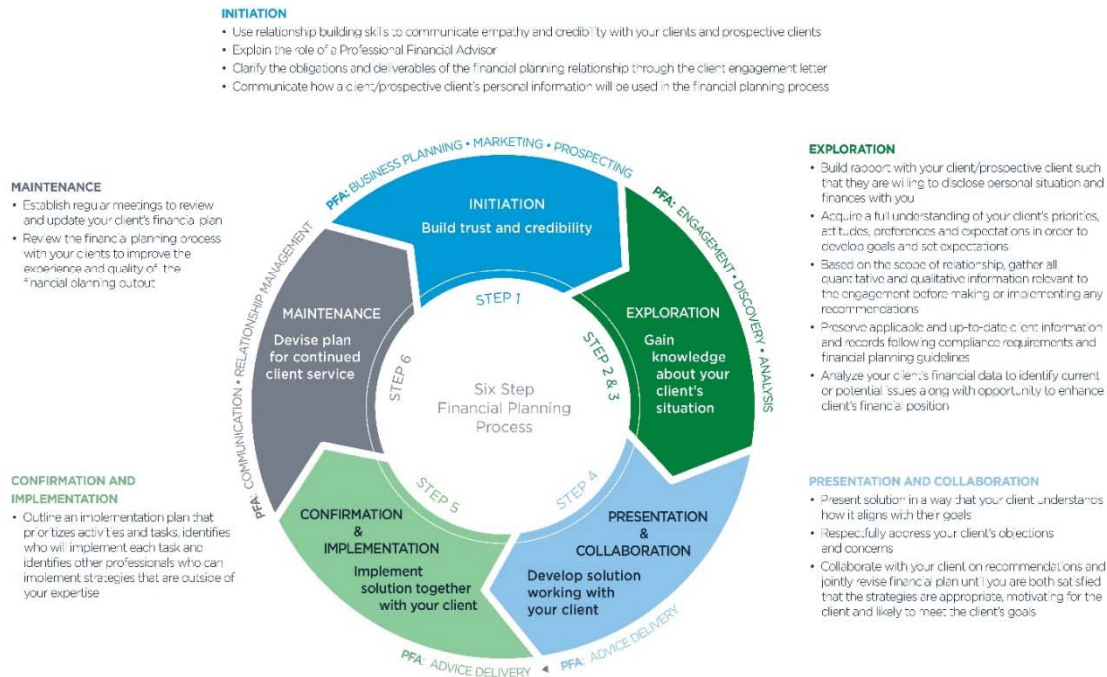 INITIATION
• Use relationship building skills to communicate empathy and credibility with your clients and prospective clients
• Explain the role of a Professional Financial Advisor
• Clarify the obligations and deliverables of the financial planning relationship through the client engagement letter
• Communicate how a client/prospective client's personal information will be used in the financial planning process
PFA: BUSINESS PLANNING • MARKETING • PROSPECTING
INITIATION
Build trust and credibility
STEP 1
EXPLORATION
• Build rapport with your client/prospective client such
that they are willing to disclose personal situation and
finances with you
• Acquire a full understanding of your client's priorities,
attitudes, preferences and expectations in order to
develop goals and set expectations
• Based on the scope of relationship, gather all
quantitative and qualitative information relevant to
the engagement before making or implementing any
recommendations
• Preserve applicable and up-to-date client information
and records following compliance requirements and
financial planning guidelines
• Analyze your client's financial data to identify current
or potential issues along with opportunity to enhance
client's financial position
PFA: ENGAGEMENT • DISCOVERY • ANALYSIS
EXPLORATION
Gain
knowledge
about your
client's
situation
STEP 2 & 3
PRESENTATION AND COLLABORATION
• Present solution in a way that your client understands
how it aligns with their goals
• Respectfully address your client's objections
and concerns
• Collaborate with your client on recommendations and
jointly revise financial plan until you are both satisfied
that the strategies are appropriate, motivating for the
client and likely to meet the client's goals
STEP 4
PRESENTATION
&
COLLABORATION
Develop solution
working with
your client
PFA: ADVICE DELIVERY
CONFIRMATION AND
IMPLEMENTATION
• Outline an implementation plan that
prioritizes activities and tasks, identifies
who will implement each task and
identifies other professionals who can
implement strategies that are outside of
your expertise
STEP 5
CONFIRMATION
&
IMPLEMENTATION
Implement
solution together
with your client
PFA: ADVICE DELIVERY
MAINTENANCE
• Establish regular meetings to review
and update your client's financial plan
• Review the financial planning process
with your clients to improve the
experience and quality of the
financial planning output
PFA: COMMUNICATION • RELATIONSHIP MANAGEMENT
MAINTENANCE
Devise plan
for continued
client service
STEP 6
Six Step
Financial Planning
Process